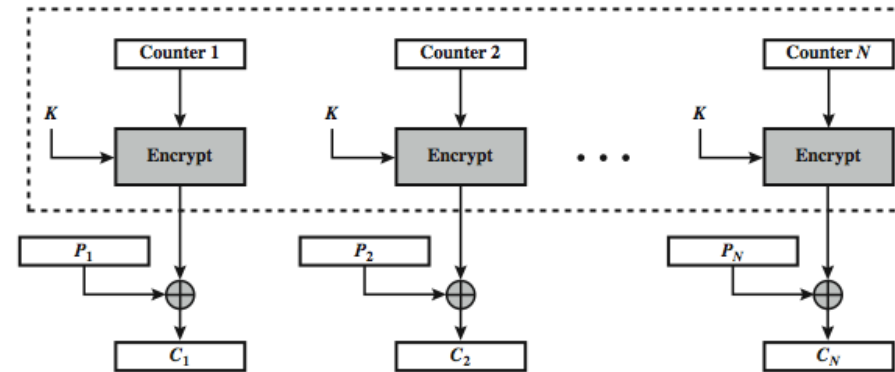 Counter 1 Counter 2 Counter N
K K K
Encrypt Encrypt • • • Encrypt
P1 P2 PN
C1 C2 CN